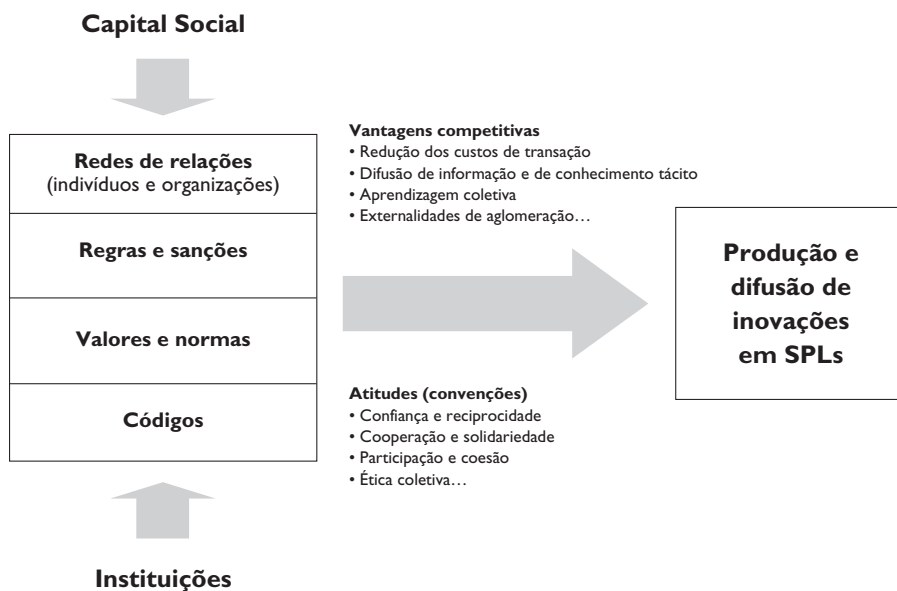 Capital Social
Redes de relações
(indivíduos e organizações)
Regras e sanções
Valores e normas
Códigos
Instituições
Vantagens competitivas
• Redução dos custos de transação
• Difusão de informação e de conhecimento tácito
• Aprendizagem coletiva
• Externalidades de aglomeração…
Atitudes (convenções)
• Confiança e reciprocidade
• Cooperação e solidariedade
• Participação e coesão
• Ética coletiva…
Produção e
difusão de
inovações
em SPLs